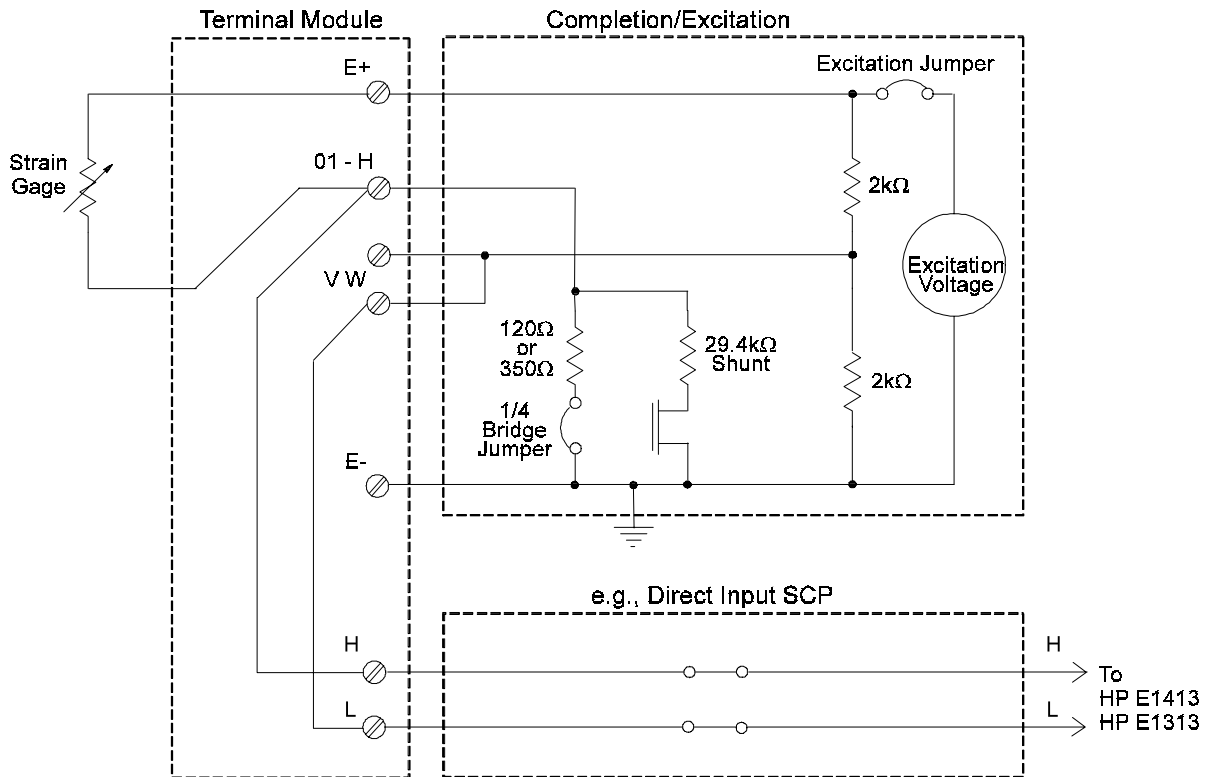 Terminal Module
Completion/Excitation
E+
Excitation Jumper
Strain
Gage
01 - H
2kΩ
V W
Excitation
Voltage
120Ω
or
350Ω
29.4kΩ
Shunt
2kΩ
1/4
Bridge
Jumper
E-
e.g., Direct Input SCP
H
H
L
L
To
HP E1413
HP E1313